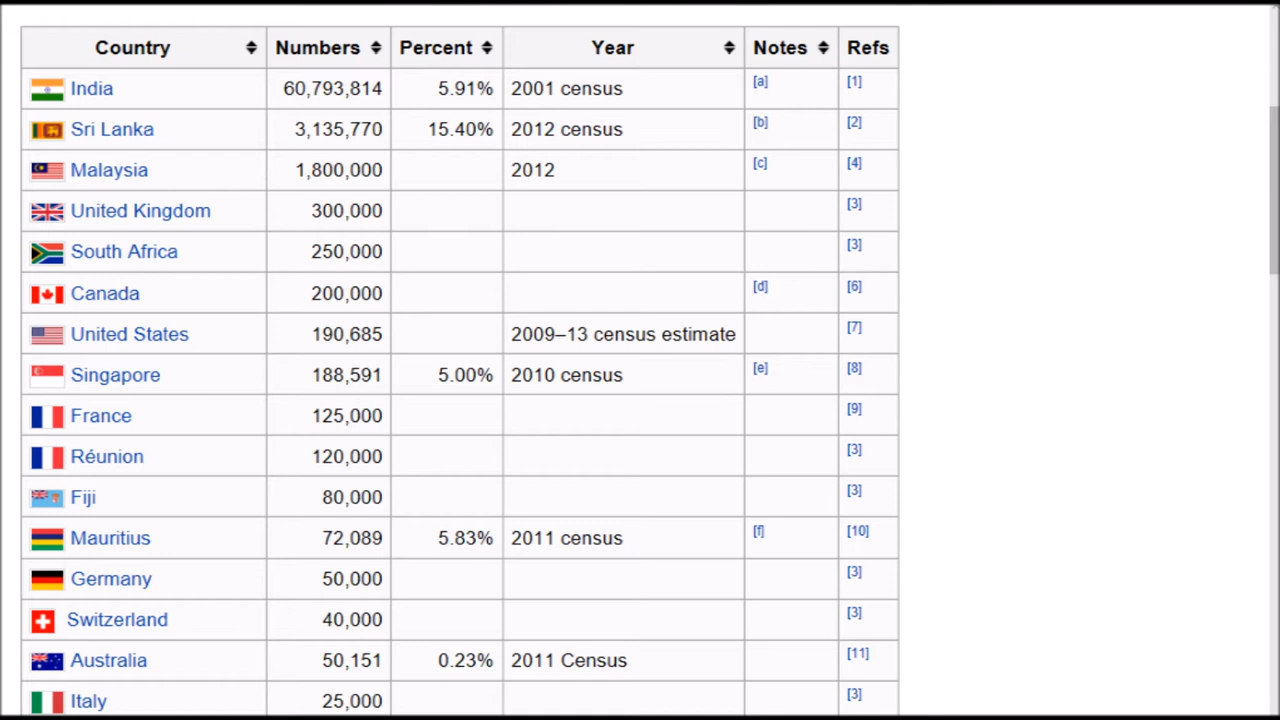 Country Numbers Percent Year Notes Refs
India 60,793,814 5.91% 2001 census [a] [1]
Sri Lanka 3,135,770 15.40% 2012 census [b] [2]
Malaysia 1,800,000 2012 [c] [4]
United Kingdom 300,000 [3]
South Africa 250,000 [3]
Canada 200,000 [d] [6]
United States 190,685 2009–13 census estimate [7]
Singapore 188,591 5.00% 2010 census [e] [8]
France 125,000 [9]
Réunion 120,000 [3]
Fiji 80,000 [3]
Mauritius 72,089 5.83% 2011 census [f] [10]
Germany 50,000 [3]
Switzerland 40,000 [3]
Australia 50,151 0.23% 2011 Census [11]
Italy 25,000 [3]